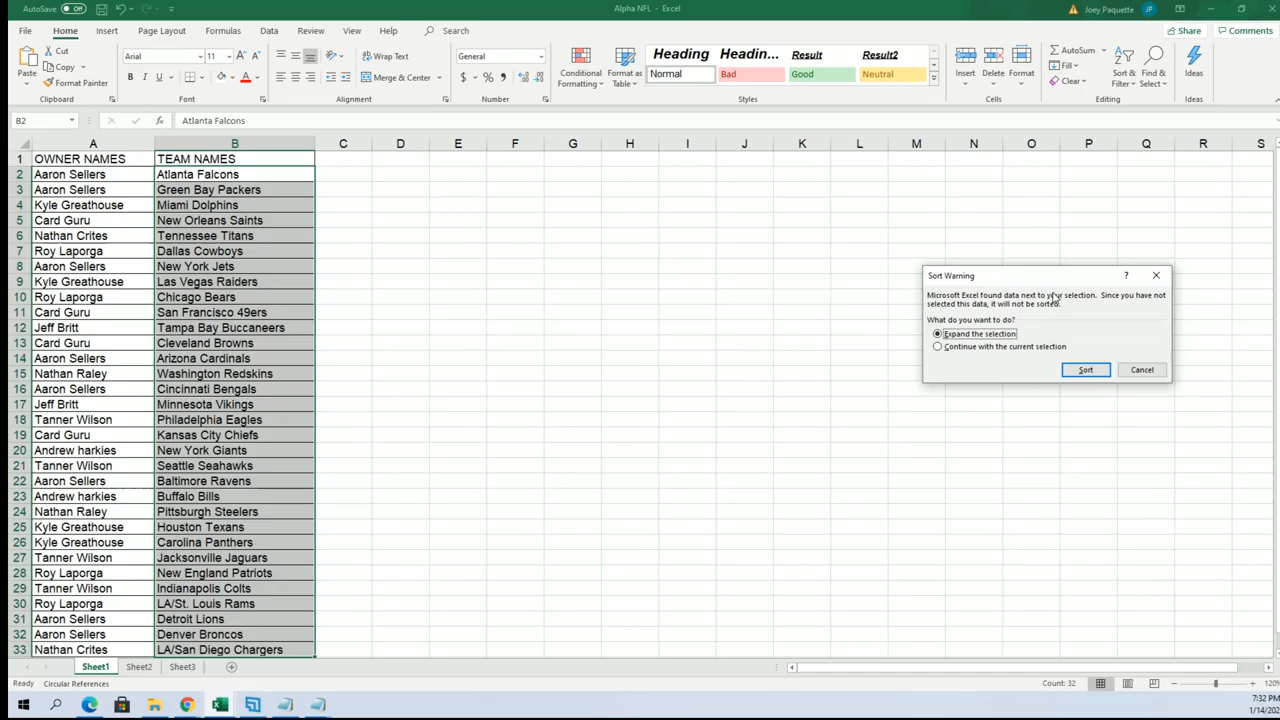 AutoSave Off
Alpha NFL - Excel
Joey Paquette JP
File Home Insert Page Layout Formulas Data Review View Help Search
Share Comments
Paste
Cut
Copy
Format Painter
Clipboard
Arial 11
B I U
Font
Wrap Text
Merge & Center
Alignment
General
$ % 9
Number
Conditional Formatting
Format as Table
Heading Headin... Result Result2
Normal Bad Good Neutral
Styles
Insert Delete Format
Cells
AutoSum
Fill
Clear
Sort & Filter
Find & Select
Editing
Ideas
Ideas
B2 fx Atlanta Falcons
A B C D E F G H I J K L M N O P Q R S
1 OWNER NAMES TEAM NAMES
2 Aaron Sellers Atlanta Falcons
3 Aaron Sellers Green Bay Packers
4 Kyle Greathouse Miami Dolphins
5 Card Guru New Orleans Saints
6 Nathan Crites Tennessee Titans
7 Roy Laporga Dallas Cowboys
8 Aaron Sellers New York Jets
9 Kyle Greathouse Las Vegas Raiders
10 Roy Laporga Chicago Bears
11 Card Guru San Francisco 49ers
12 Jeff Britt Tampa Bay Buccaneers
13 Card Guru Cleveland Browns
14 Aaron Sellers Arizona Cardinals
15 Nathan Raley Washington Redskins
16 Aaron Sellers Cincinnati Bengals
17 Jeff Britt Minnesota Vikings
18 Tanner Wilson Philadelphia Eagles
19 Card Guru Kansas City Chiefs
20 Andrew harkies New York Giants
21 Tanner Wilson Seattle Seahawks
22 Aaron Sellers Baltimore Ravens
23 Andrew harkies Buffalo Bills
24 Nathan Raley Pittsburgh Steelers
25 Kyle Greathouse Houston Texans
26 Kyle Greathouse Carolina Panthers
27 Tanner Wilson Jacksonville Jaguars
28 Roy Laporga New England Patriots
29 Tanner Wilson Indianapolis Colts
30 Roy Laporga LA/St. Louis Rams
31 Aaron Sellers Detroit Lions
32 Aaron Sellers Denver Broncos
33 Nathan Crites LA/San Diego Chargers
Sort Warning ?
Microsoft Excel found data next to your selection. Since you have not
selected this data, it will not be sorted.
What do you want to do?
Expand the selection
Continue with the current selection
Sort Cancel
Sheet1 Sheet2 Sheet3
Ready Circular References Count: 32 120%
7:32 PM
1/14/202